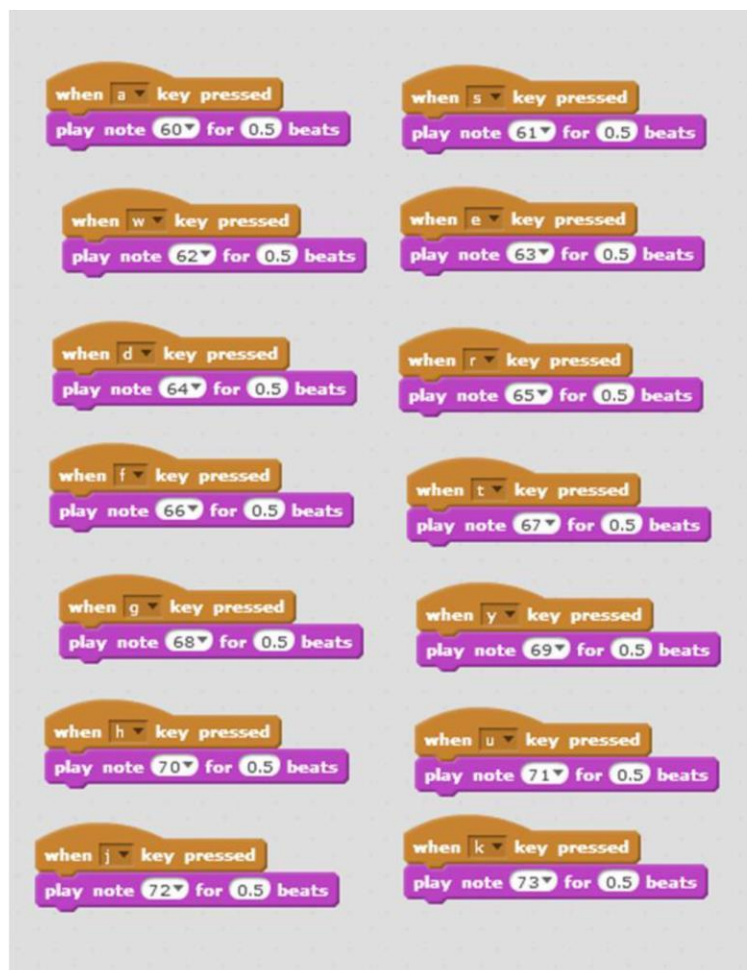 when a key pressed
play note 60 for 0.5 beats
when s key pressed
play note 61 for 0.5 beats
when w key pressed
play note 62 for 0.5 beats
when e key pressed
play note 63 for 0.5 beats
when d key pressed
play note 64 for 0.5 beats
when r key pressed
play note 65 for 0.5 beats
when f key pressed
play note 66 for 0.5 beats
when t key pressed
play note 67 for 0.5 beats
when g key pressed
play note 68 for 0.5 beats
when y key pressed
play note 69 for 0.5 beats
when h key pressed
play note 70 for 0.5 beats
when u key pressed
play note 71 for 0.5 beats
when j key pressed
play note 72 for 0.5 beats
when k key pressed
play note 73 for 0.5 beats